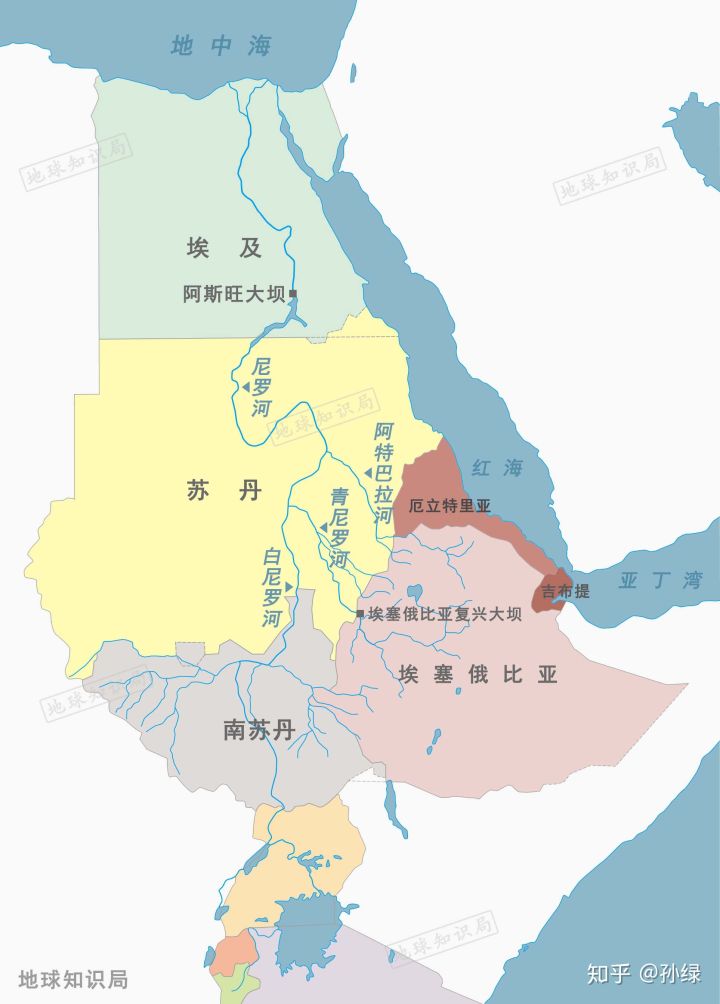 地中海
地球知识局
地球知识局
埃及
阿斯旺大坝
尼罗河
地球知识局
阿特巴拉河
红海
苏丹
青尼罗河
厄立特里亚
白尼罗河
亚丁湾
吉布提
埃塞俄比亚复兴大坝
埃塞俄比亚
地球知识局
南苏丹
地球知识局
地球知识局
知乎 @孙绿